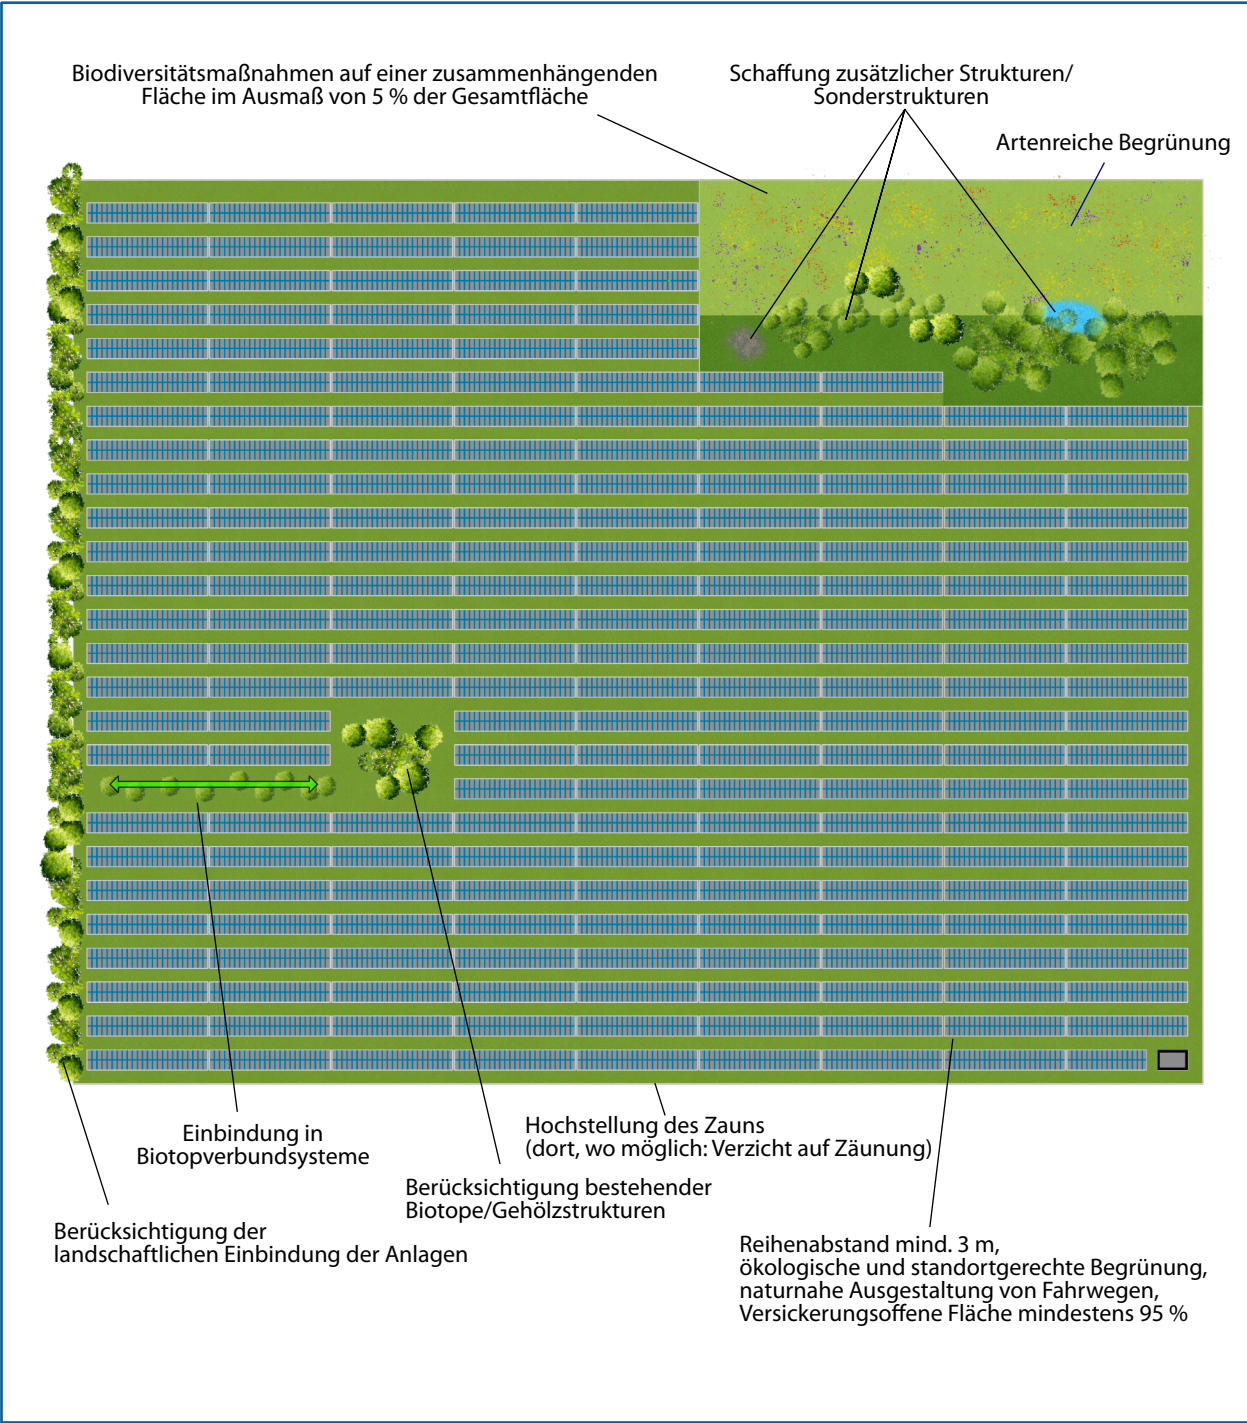 Biodiversitätsmaßnahmen auf einer zusammenhängenden
Fläche im Ausmaß von 5 % der Gesamtfläche
Schaffung zusätzlicher Strukturen/
Sonderstrukturen
Artenreiche Begrünung
Einbindung in
Biotopverbundsysteme
Hochstellung des Zauns
(dort, wo möglich: Verzicht auf Zäunung)
Berücksichtigung bestehender
Biotope/Gehölzstrukturen
Berücksichtigung der
landschaftlichen Einbindung der Anlagen
Reihenabstand mind. 3 m,
ökologische und standortgerechte Begrünung,
naturnahe Ausgestaltung von Fahrwegen,
Versickerungsoffene Fläche mindestens 95 %